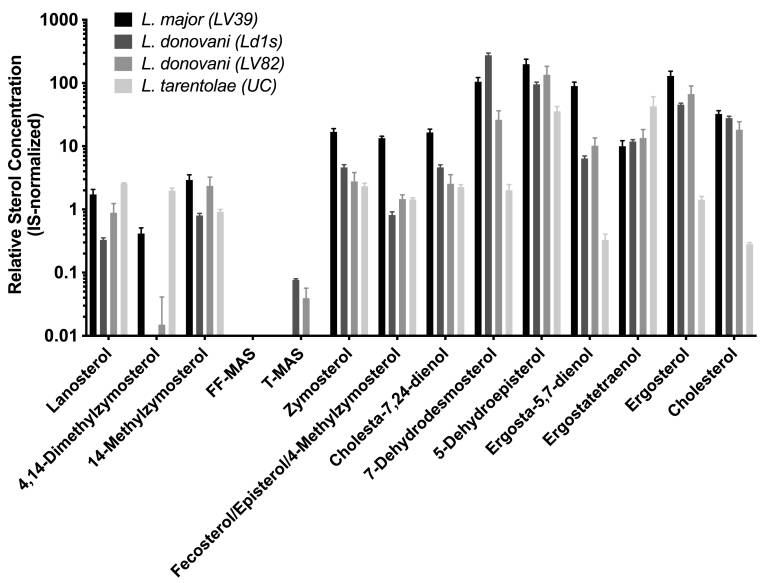 L. major (LV39)
L. donovani (Ld1s)
L. donovani (LV82)
L. tarentolae (UC)
Relative Sterol Concentration
(IS-normalized)
1000
100
10
1
0.1
0.01
Lanosterol
4,14-Dimethylzymosterol
14-Methylzymosterol
FF-MAS
T-MAS
Zymosterol
Fecosterol/Episterol/4-Methylzymosterol
Cholesta-7,24-dienol
7-Dehydrodesmosterol
5-Dehydroepisterol
Ergosta-5,7-dienol
Ergostatetraenol
Ergosterol
Cholesterol